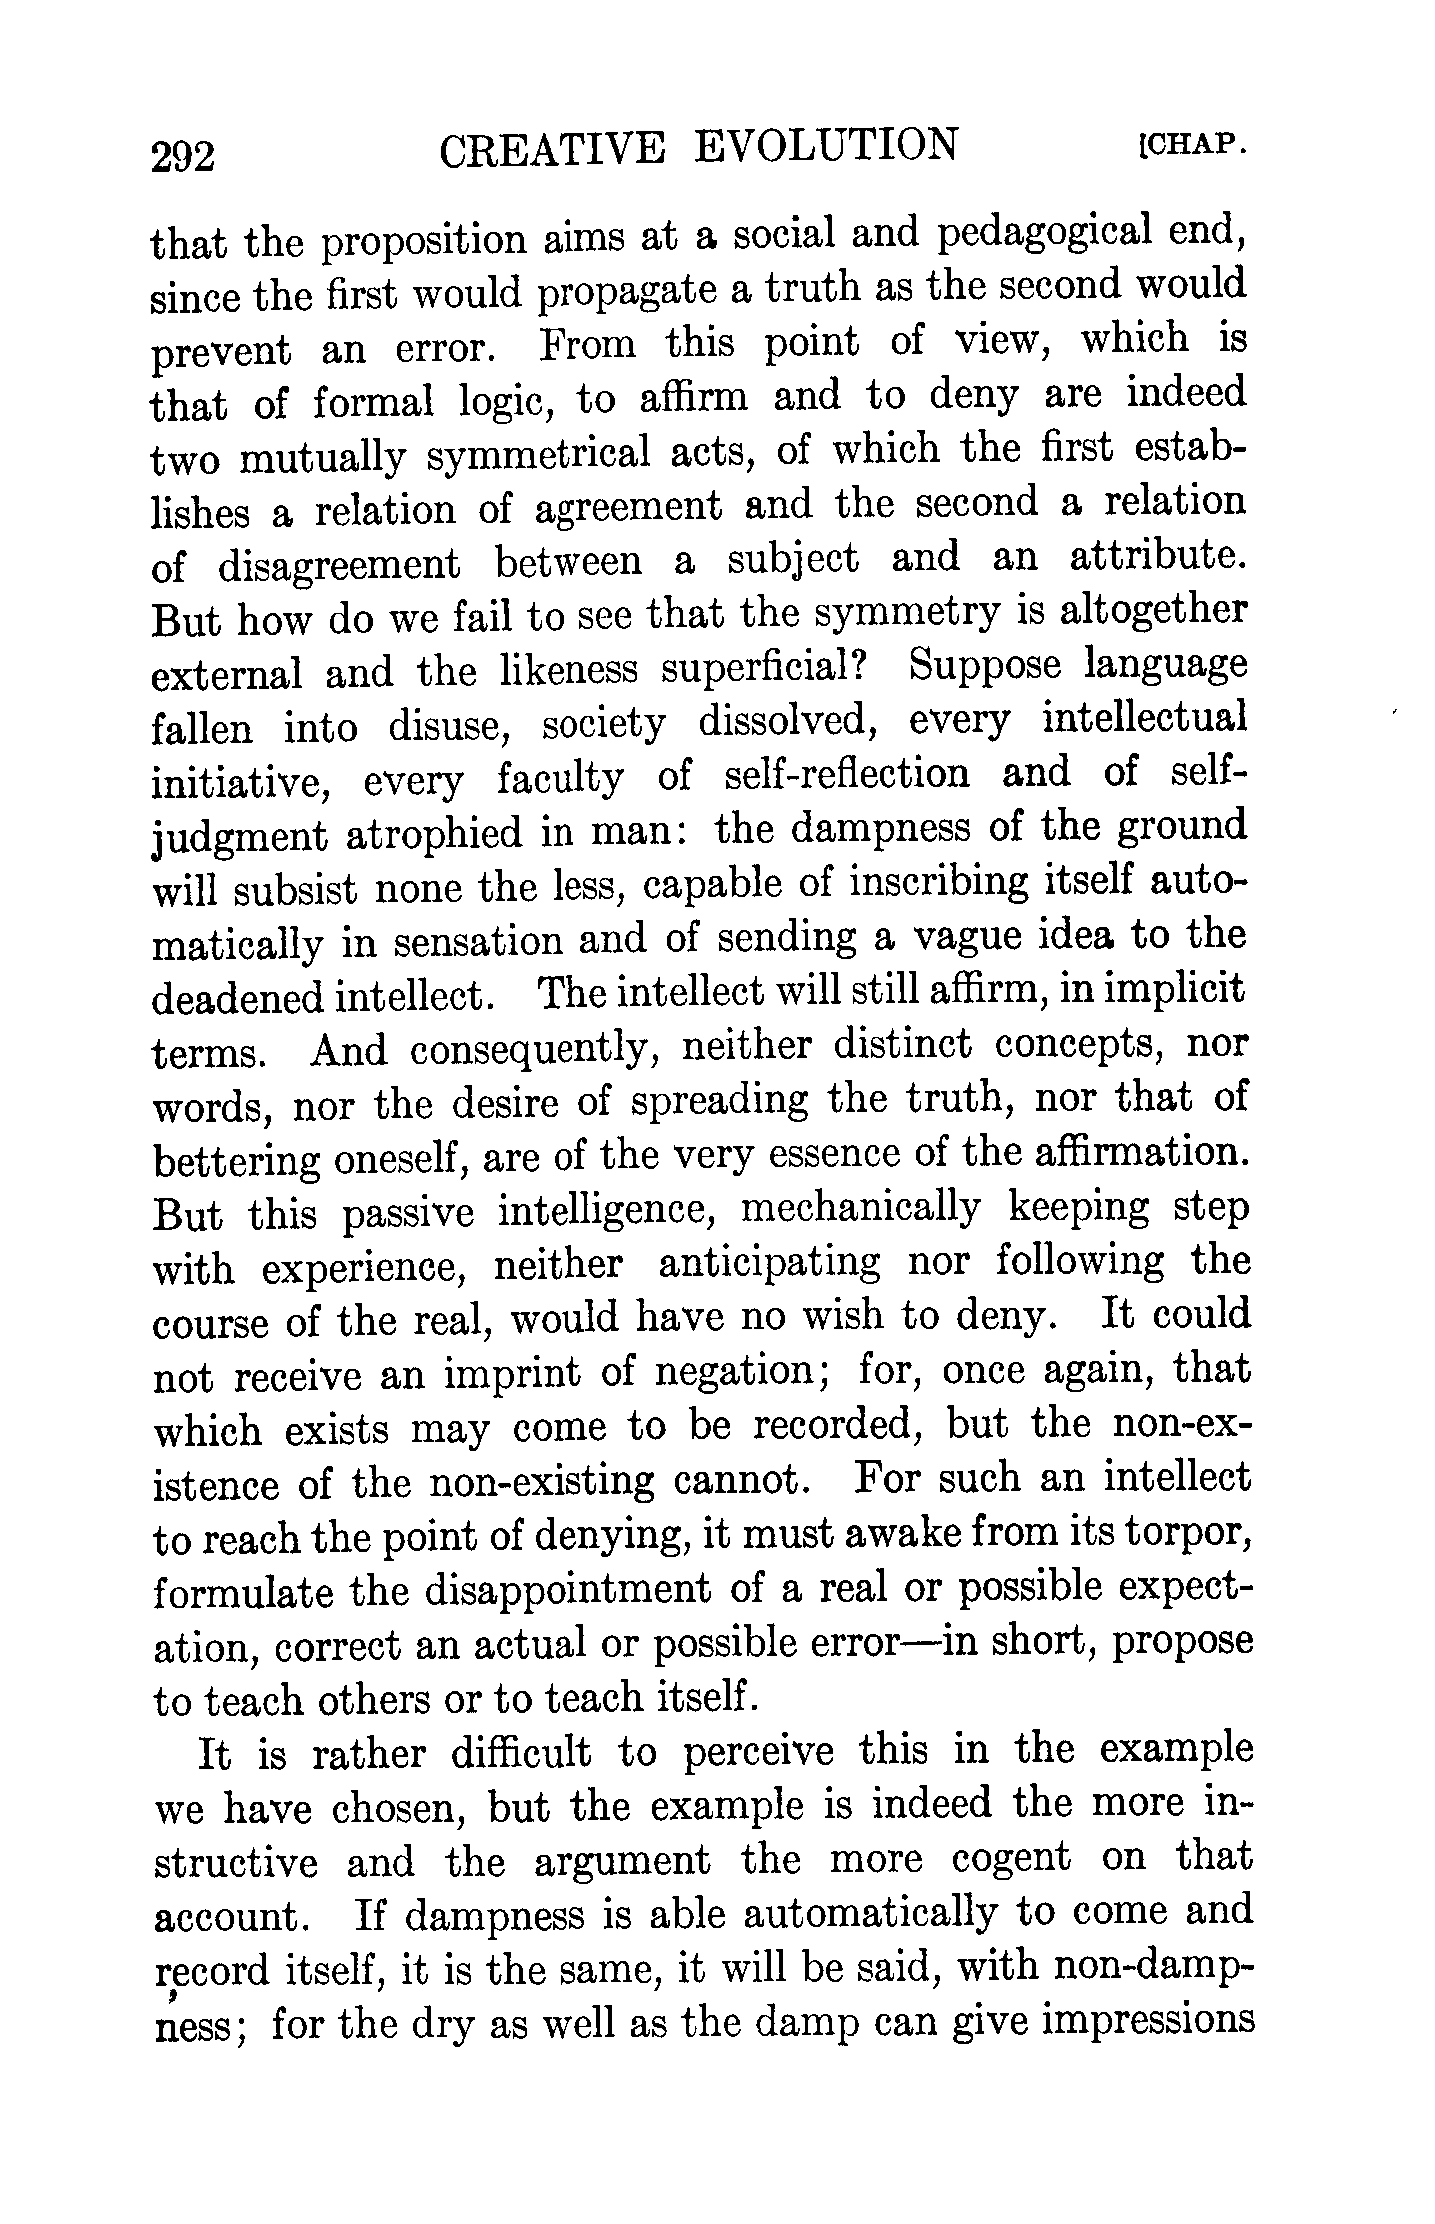 292 CREATIVE EVOLUTION [CHAP.
that the proposition aims at a social and pedagogical end,
since the first would propagate a truth as the second would
prevent an error. From this point of view, which is
that of formal logic, to affirm and to deny are indeed
two mutually symmetrical acts, of which the first estab-
lishes a relation of agreement and the second a relation
of disagreement between a subject and an attribute.
But how do we fail to see that the symmetry is altogether
external and the likeness superficial? Suppose language
fallen into disuse, society dissolved, every intellectual
initiative, every faculty of self-reflection and of self-
judgment atrophied in man: the dampness of the ground
will subsist none the less, capable of inscribing itself auto-
matically in sensation and of sending a vague idea to the
deadened intellect. The intellect will still affirm, in implicit
terms. And consequently, neither distinct concepts, nor
words, nor the desire of spreading the truth, nor that of
bettering oneself, are of the very essence of the affirmation.
But this passive intelligence, mechanically keeping step
with experience, neither anticipating nor following the
course of the real, would have no wish to deny. It could
not receive an imprint of negation; for, once again, that
which exists may come to be recorded, but the non-ex-
istence of the non-existing cannot. For such an intellect
to reach the point of denying, it must awake from its torpor,
formulate the disappointment of a real or possible expect-
ation, correct an actual or possible error—in short, propose
to teach others or to teach itself.
It is rather difficult to perceive this in the example
we have chosen, but the example is indeed the more in-
structive and the argument the more cogent on that
account. If dampness is able automatically to come and
record itself, it is the same, it will be said, with non-damp-
ness; for the dry as well as the damp can give impressions